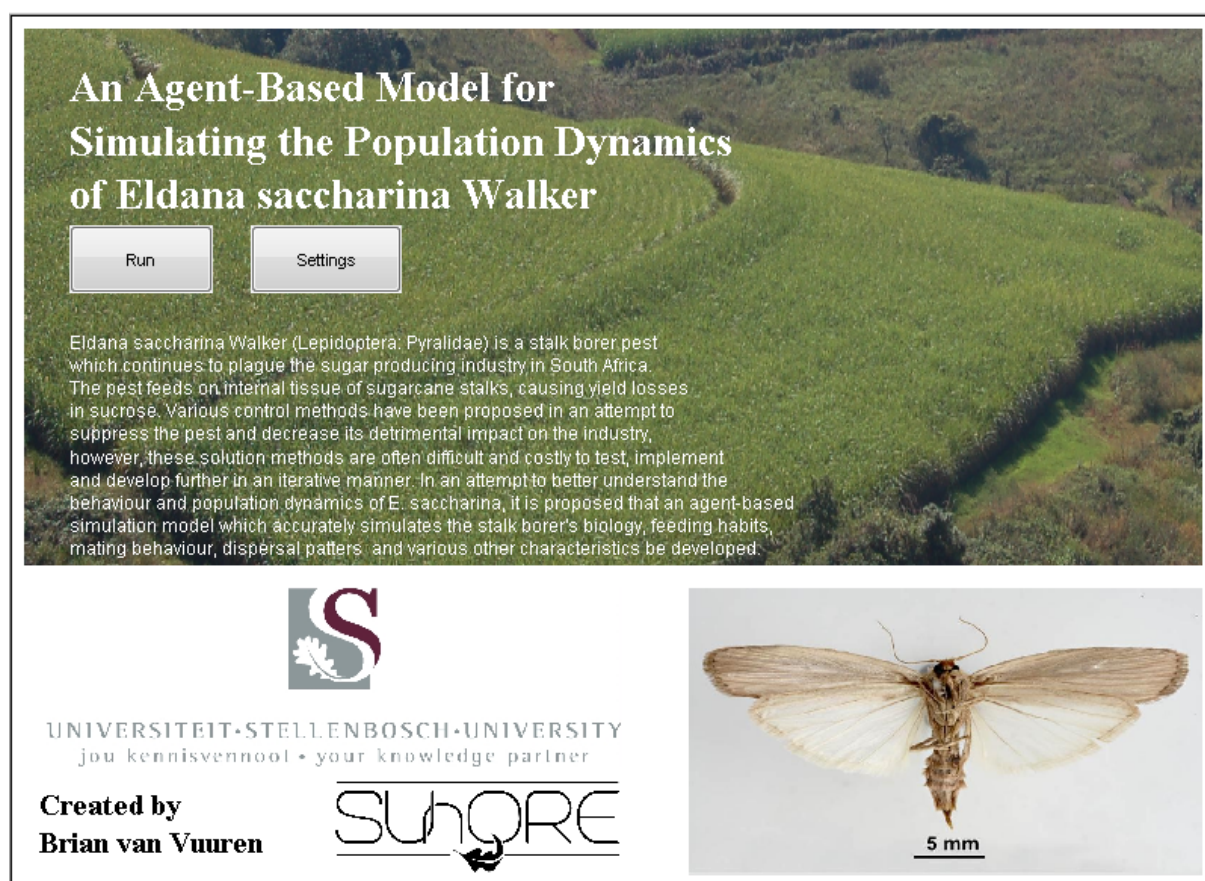 An Agent-Based Model for
Simulating the Population Dynamics
of Eldana saccharina Walker
Run Settings
Eldana saccharina Walker (Lepidoptera: Pyralidae) is a stalk borer pest
which continues to plague the sugar producing industry in South Africa.
The pest feeds on internal tissue of sugarcane stalks, causing yield losses
in sucrose. Various control methods have been proposed in an attempt to
suppress the pest and decrease its detrimental impact on the industry,
however, these solution methods are often difficult and costly to test, implement
and develop further in an iterative manner. In an attempt to better understand the
behaviour and population dynamics of E. saccharina, it is proposed that an agent-based
simulation model which accurately simulates the stalk borer's biology, feeding habits,
mating behaviour, dispersal patters and various other characteristics be developed.
UNIVERSITEIT•STELLENBOSCH•UNIVERSITY
jou kennisvennoot • your knowledge partner
Created by
Brian van Vuuren
SUnORE
5 mm